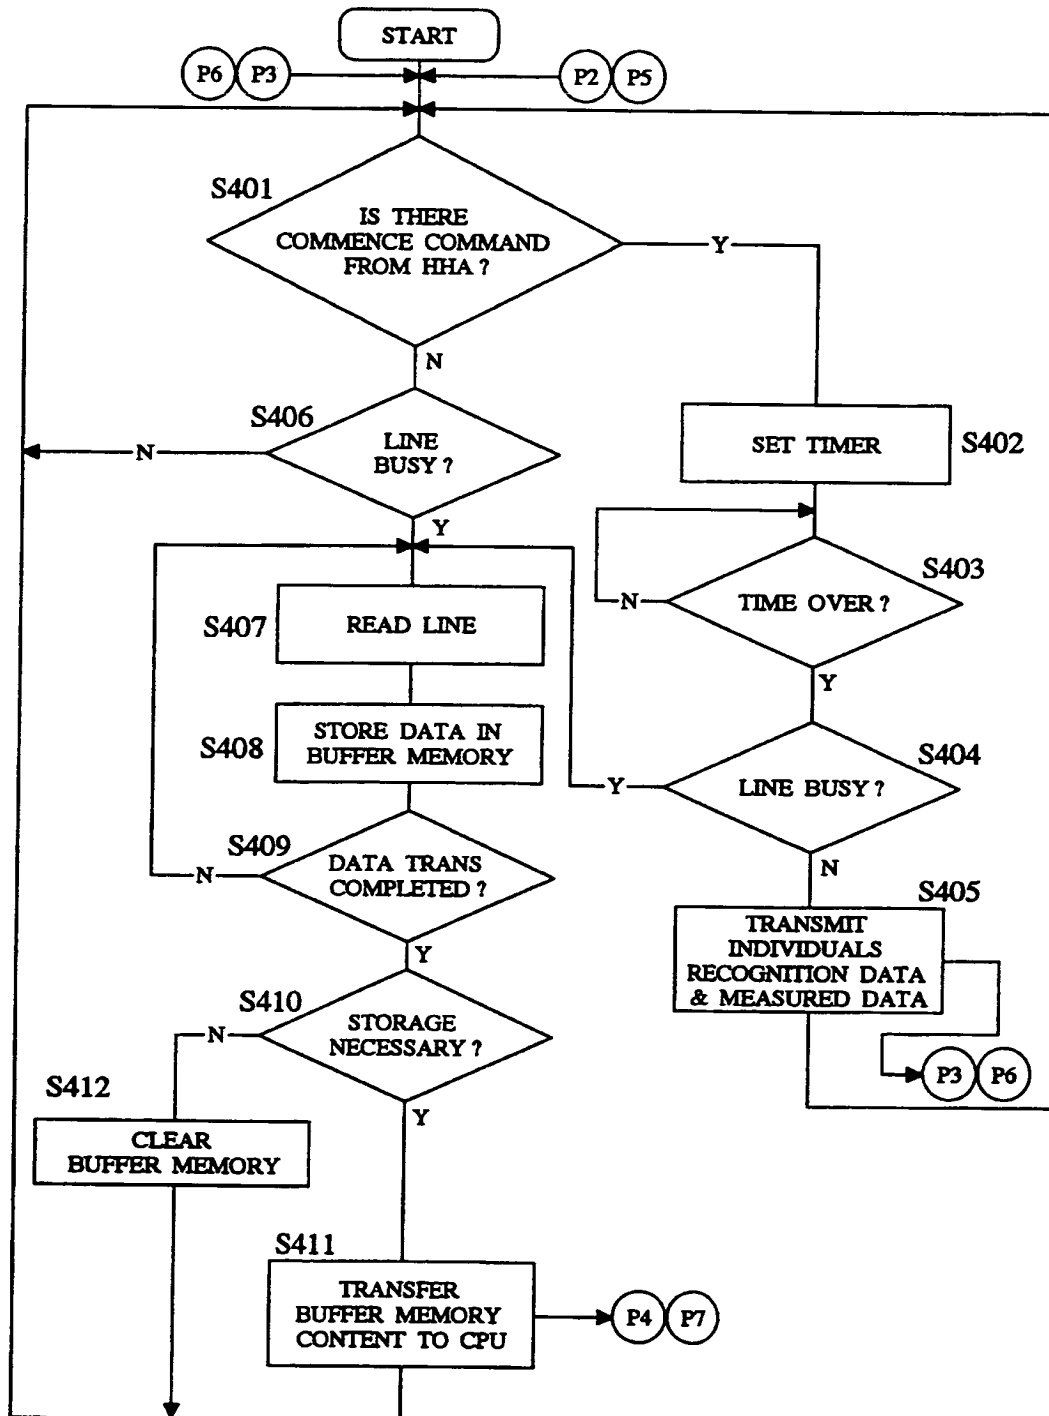 START
P6 P3
P2 P5
S401
IS THERE
COMMENCE COMMAND
FROM HHA ?
Y
N
S406
LINE
BUSY ?
N
Y
SET TIMER
S402
S403
TIME OVER ?
N
Y
S407
READ LINE
S408
STORE DATA IN
BUFFER MEMORY
S404
LINE BUSY ?
Y
N
S409
DATA TRANS
COMPLETED ?
N
Y
S405
TRANSMIT
INDIVIDUALS
RECOGNITION DATA
& MEASURED DATA
P3 P6
S410
STORAGE
NECESSARY ?
N
Y
S412
CLEAR
BUFFER MEMORY
S411
TRANSFER
BUFFER MEMORY
CONTENT TO CPU
P4 P7